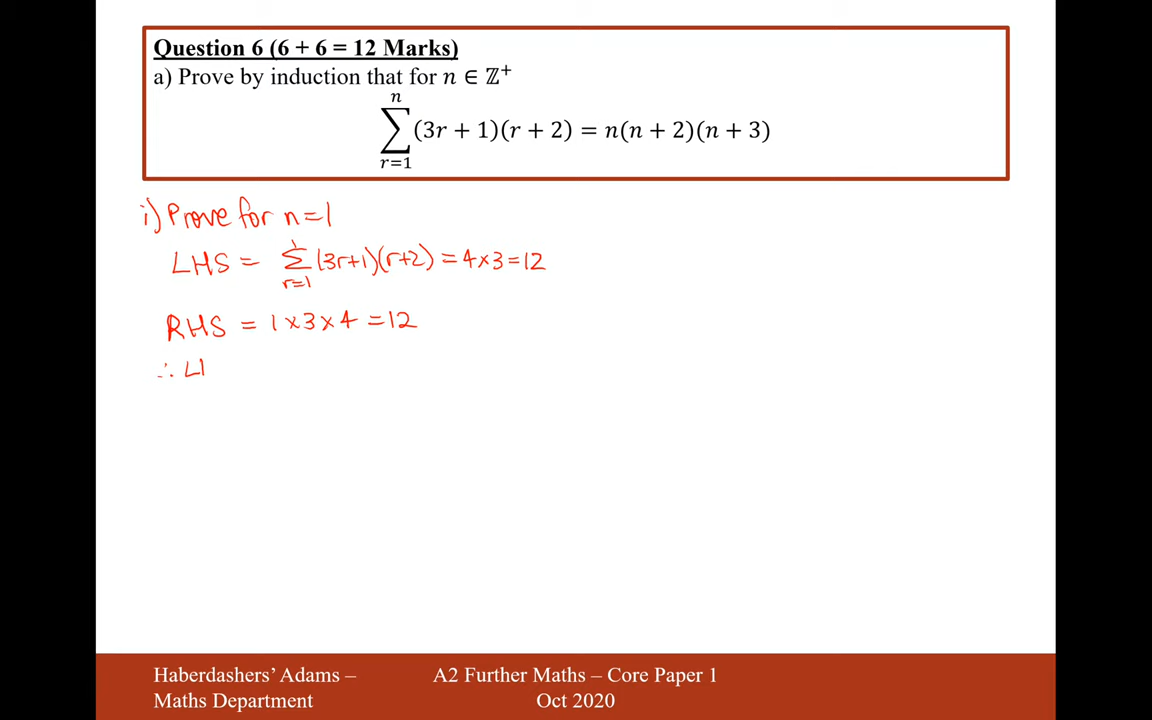 Question 6 (6 + 6 = 12 Marks)
a) Prove by induction that for n ∈ ℤ⁺
n
∑(3r + 1)(r + 2) = n(n + 2)(n + 3)
r=1
i) Prove for n=1
1
LHS = ∑(3r+1)(r+2) = 4×3=12
r=1
RHS = 1×3×4 =12
∴ LH
Haberdashers’ Adams –
Maths Department
A2 Further Maths – Core Paper 1
Oct 2020